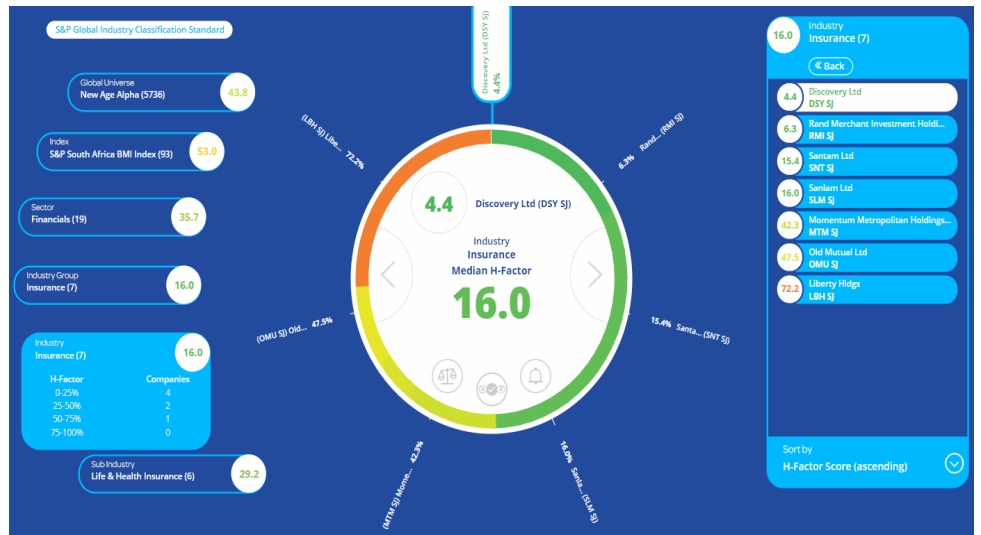 S&P Global Industry Classification Standard
Global Universe
New Age Alpha (5736)
43.8
Index
S&P South Africa BMI Index (93)
53.0
Sector
Financials (19)
35.7
Industry Group
Insurance (7)
16.0
Industry
Insurance (7)
16.0
H-Factor Companies
0-25% 4
25-50% 2
50-75% 1
75-100% 0
Sub Industry
Life & Health Insurance (6)
29.2
Discovery Ltd (DSY SJ)
4.4%
6.3% Rand... (RMI SJ)
15.4% Santa... (SNT SJ)
16.0% Sanla... (SLM SJ)
(MTM SJ) Mome... 42.3%
(OMU SJ) Old... 47.5%
(LBH SJ) Libe... 72.2%
4.4 Discovery Ltd (DSY SJ)
Industry
Insurance
Median H-Factor
16.0
16.0
Industry
Insurance (7)
« Back
4.4
Discovery Ltd
DSY SJ
6.3
Rand Merchant Investment Holdi...
RMI SJ
15.4
Santam Ltd
SNT SJ
16.0
Sanlam Ltd
SLM SJ
42.3
Momentum Metropolitan Holdings...
MTM SJ
47.5
Old Mutual Ltd
OMU SJ
72.2
Liberty Hldgs
LBH SJ
Sort by
H-Factor Score (ascending)